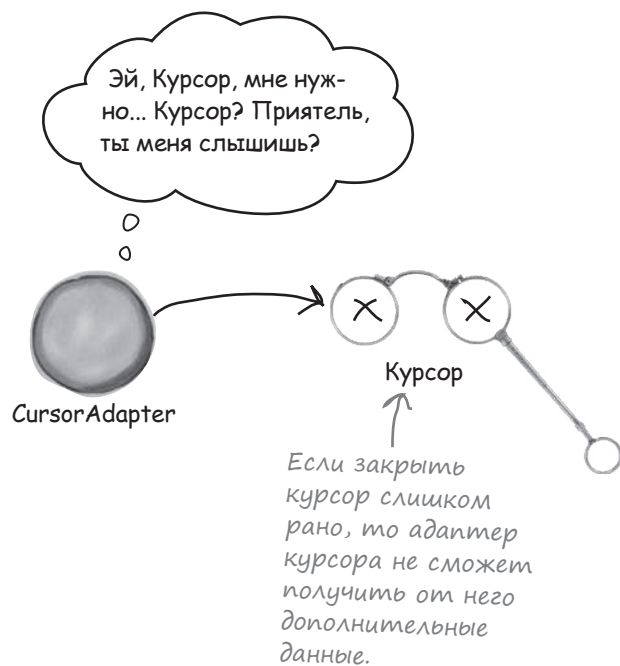 Эй, Курсор, мне нуж-
но... Курсор? Приятель,
ты меня слышишь?
CursorAdapter
Курсор
Если закрыть
курсор слишком
рано, то адаптер
курсора не сможет
получить от него
дополнительные
данные.